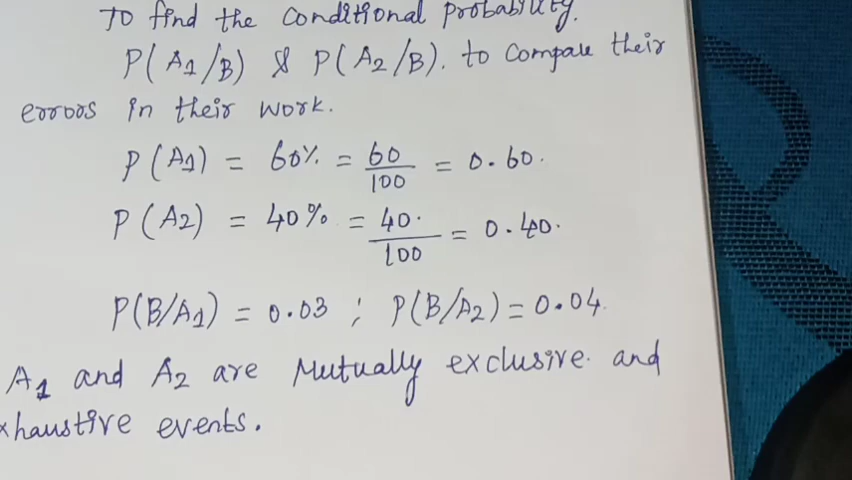 To find the conditional probability.
P(A1/B) & P(A2/B). to compare their
errors in their work.
P(A1) = 60% = 60/100 = 0.60.
P(A2) = 40% = 40./100 = 0.40.
P(B/A1) = 0.03 ; P(B/A2) = 0.04
A1 and A2 are Mutually exclusive. and
xhaustive events.